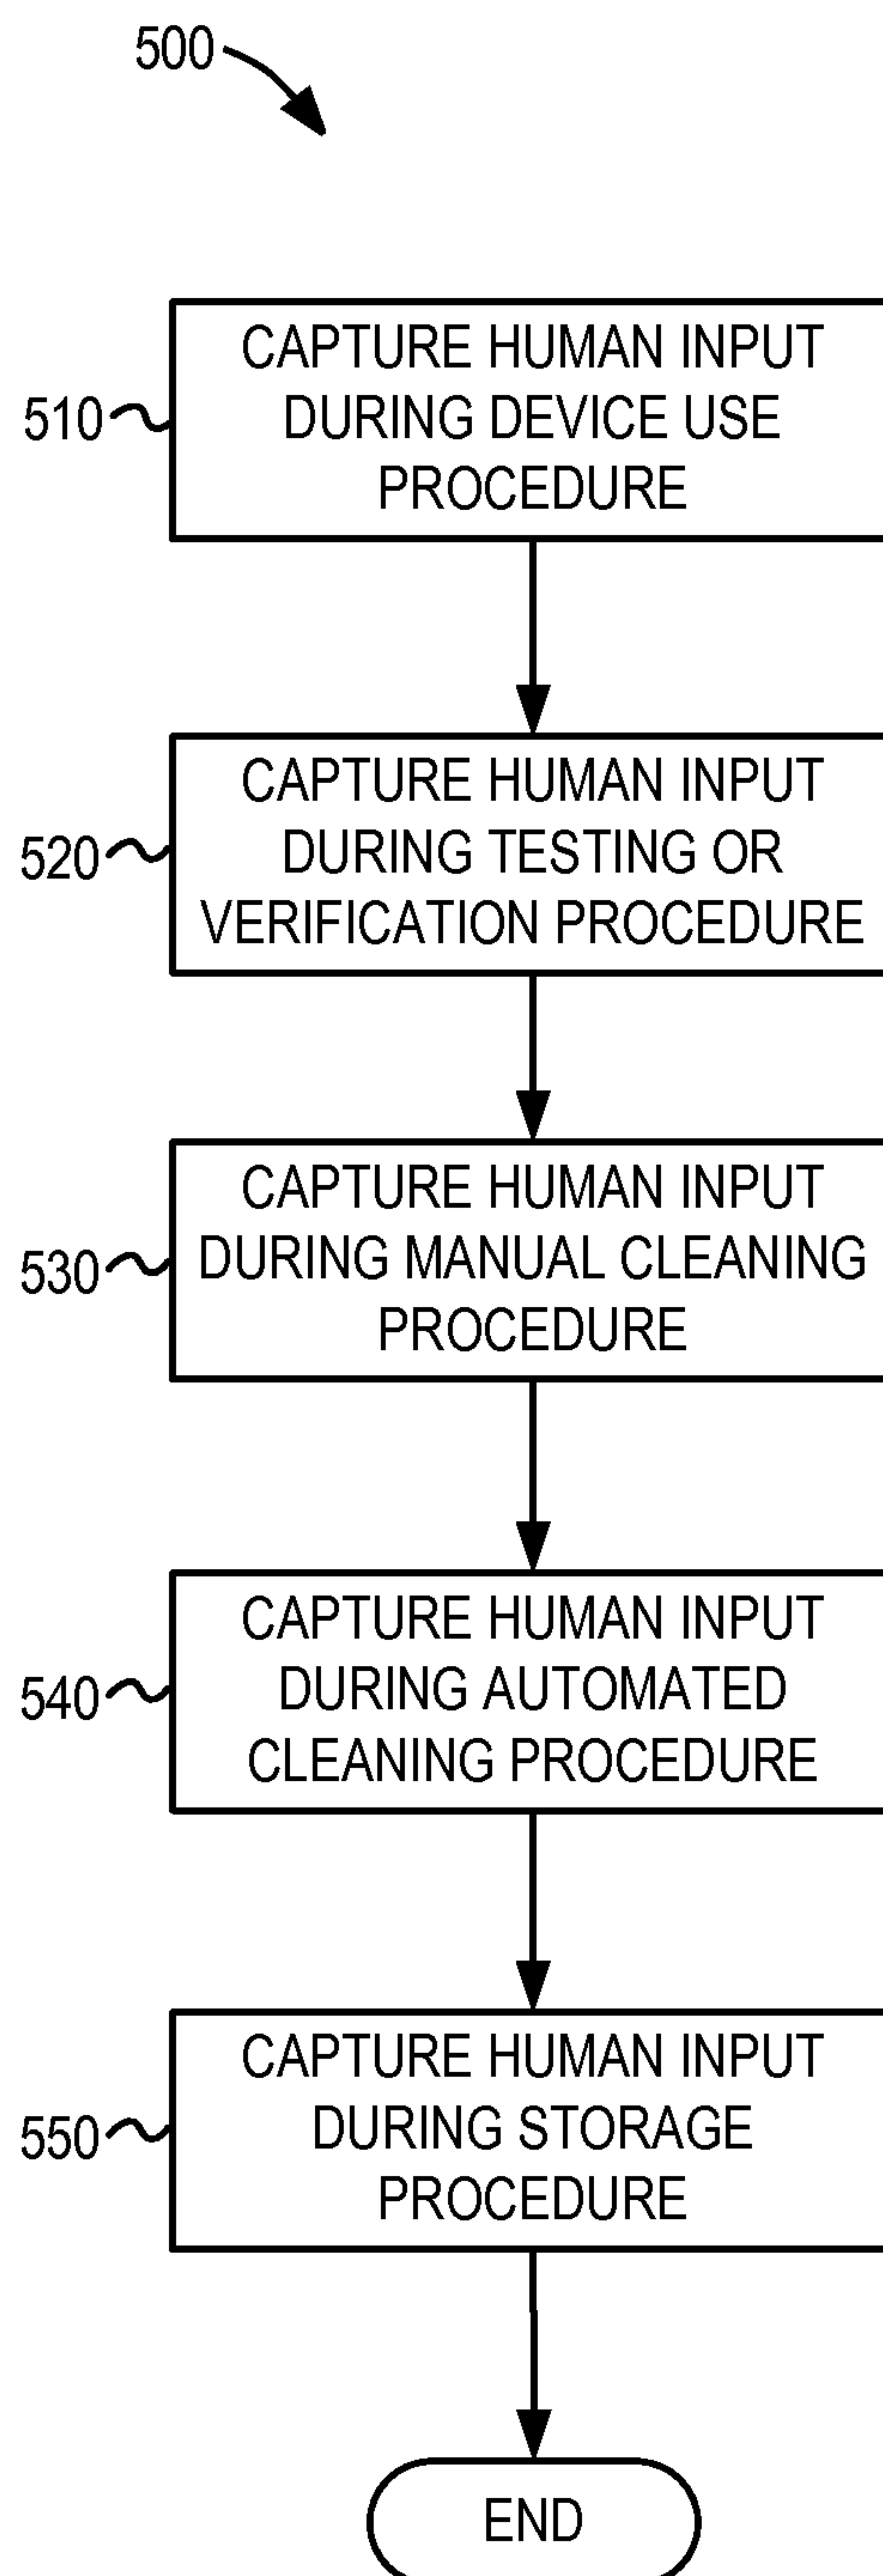 500
CAPTURE HUMAN INPUT
DURING DEVICE USE
PROCEDURE
510
CAPTURE HUMAN INPUT
DURING TESTING OR
VERIFICATION PROCEDURE
520
CAPTURE HUMAN INPUT
DURING MANUAL CLEANING
PROCEDURE
530
CAPTURE HUMAN INPUT
DURING AUTOMATED
CLEANING PROCEDURE
540
CAPTURE HUMAN INPUT
DURING STORAGE
PROCEDURE
550
END